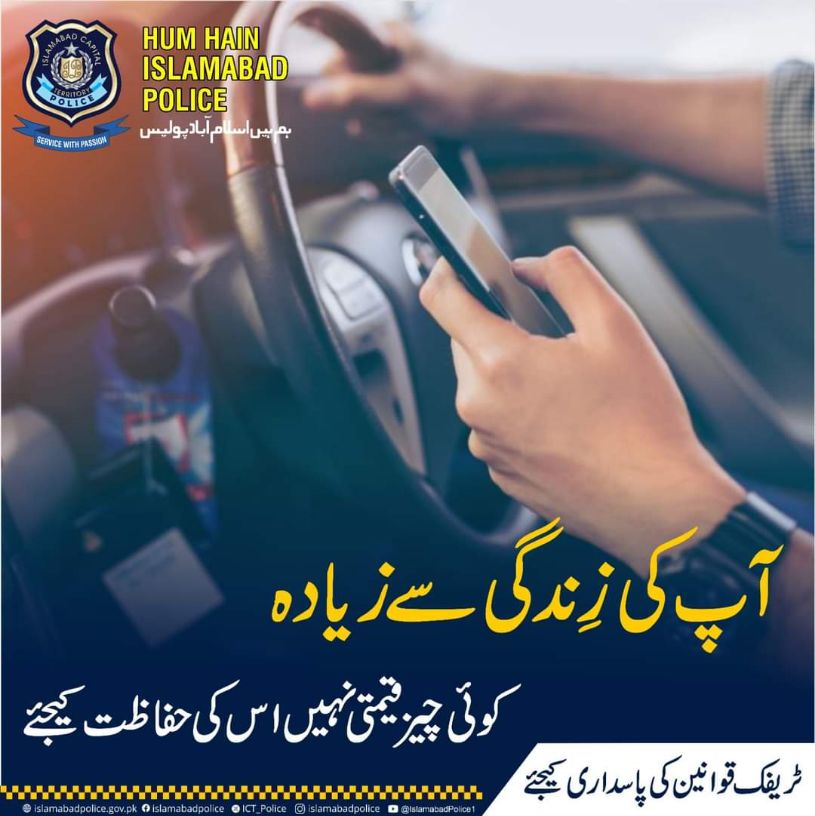 ISLAMABAD CAPITAL
TERRITORY
POLICE
SERVICE WITH PASSION
HUM HAIN
ISLAMABAD
POLICE
ہم ہیں اسلام آباد پولیس
آپ کی زِندگی سے زیادہ
کوئی چیز قیمتی نہیں اس کی حفاظت کیجئے
ٹریفک قوانین کی پاسداری کیجئے
islamabadpolice.gov.pk islamabadpolice ICT_Police islamabadpolice @IslamabadPolice1